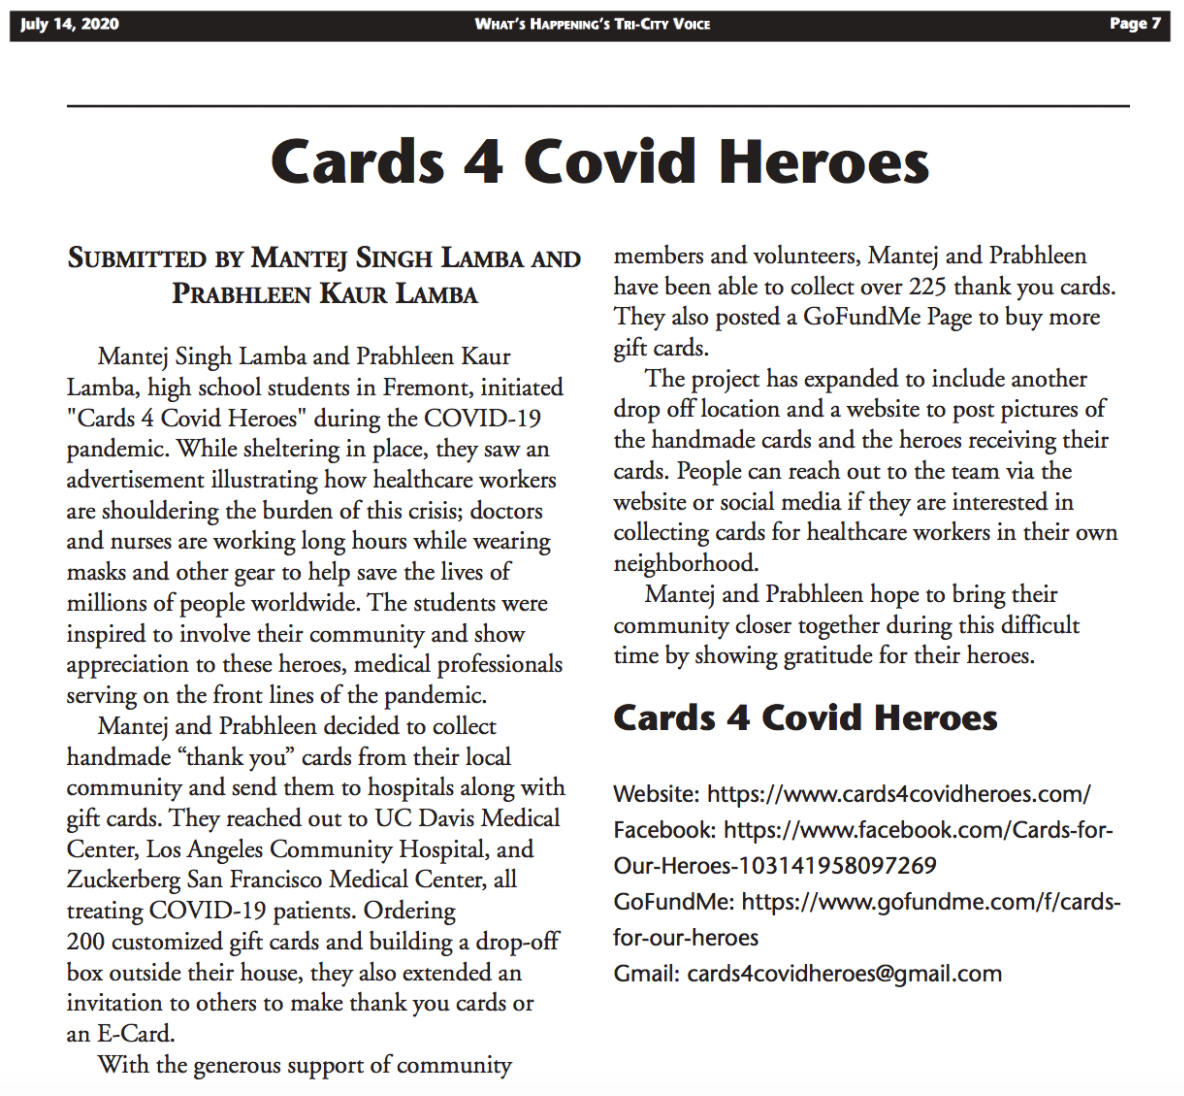 July 14, 2020
WHAT'S HAPPENING'S TRI-CITY VOICE
Page 7
Cards 4 Covid Heroes
SUBMITTED BY MANTEJ SINGH LAMBA AND
PRABHLEEN KAUR LAMBA
Mantej Singh Lamba and Prabhleen Kaur
Lamba, high school students in Fremont, initiated
"Cards 4 Covid Heroes" during the COVID-19
pandemic. While sheltering in place, they saw an
advertisement illustrating how healthcare workers
are shouldering the burden of this crisis; doctors
and nurses are working long hours while wearing
masks and other gear to help save the lives of
millions of people worldwide. The students were
inspired to involve their community and show
appreciation to these heroes, medical professionals
serving on the front lines of the pandemic.
Mantej and Prabhleen decided to collect
handmade “thank you” cards from their local
community and send them to hospitals along with
gift cards. They reached out to UC Davis Medical
Center, Los Angeles Community Hospital, and
Zuckerberg San Francisco Medical Center, all
treating COVID-19 patients. Ordering
200 customized gift cards and building a drop-off
box outside their house, they also extended an
invitation to others to make thank you cards or
an E-Card.
With the generous support of community
members and volunteers, Mantej and Prabhleen
have been able to collect over 225 thank you cards.
They also posted a GoFundMe Page to buy more
gift cards.
The project has expanded to include another
drop off location and a website to post pictures of
the handmade cards and the heroes receiving their
cards. People can reach out to the team via the
website or social media if they are interested in
collecting cards for healthcare workers in their own
neighborhood.
Mantej and Prabhleen hope to bring their
community closer together during this difficult
time by showing gratitude for their heroes.
Cards 4 Covid Heroes
Website: https://www.cards4covidheroes.com/
Facebook: https://www.facebook.com/Cards-for-
Our-Heroes-103141958097269
GoFundMe: https://www.gofundme.com/f/cards-
for-our-heroes
Gmail: cards4covidheroes@gmail.com